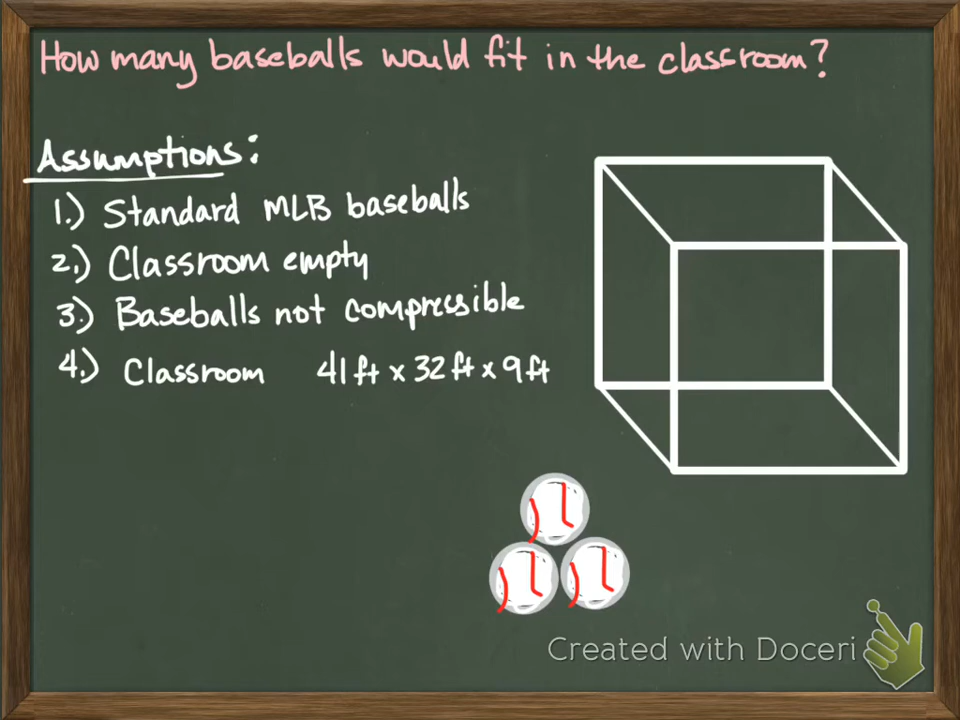 How many baseballs would fit in the classroom?
Assumptions:
1.) Standard MLB baseballs
2.) Classroom empty
3.) Baseballs not compressible
4.) Classroom 41 ft x 32 ft x 9 ft
Created with Doceri